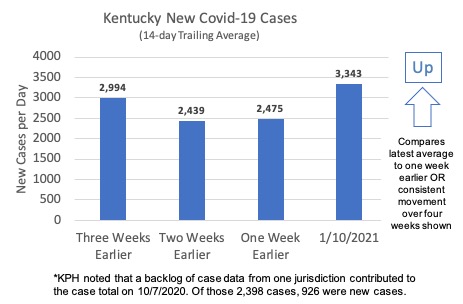 Kentucky New Covid-19 Cases
(14-day Trailing Average)
New Cases per Day
4000
3500
3000
2500
2000
1500
1000
500
0
2,994
2,439
2,475
3,343
Three Weeks
Earlier
Two Weeks
Earlier
One Week
Earlier
1/10/2021
Up
Compares
latest average
to one week
earlier OR
consistent
movement
over four
weeks shown
*KPH noted that a backlog of case data from one jurisdiction contributed to
the case total on 10/7/2020. Of those 2,398 cases, 926 were new cases.